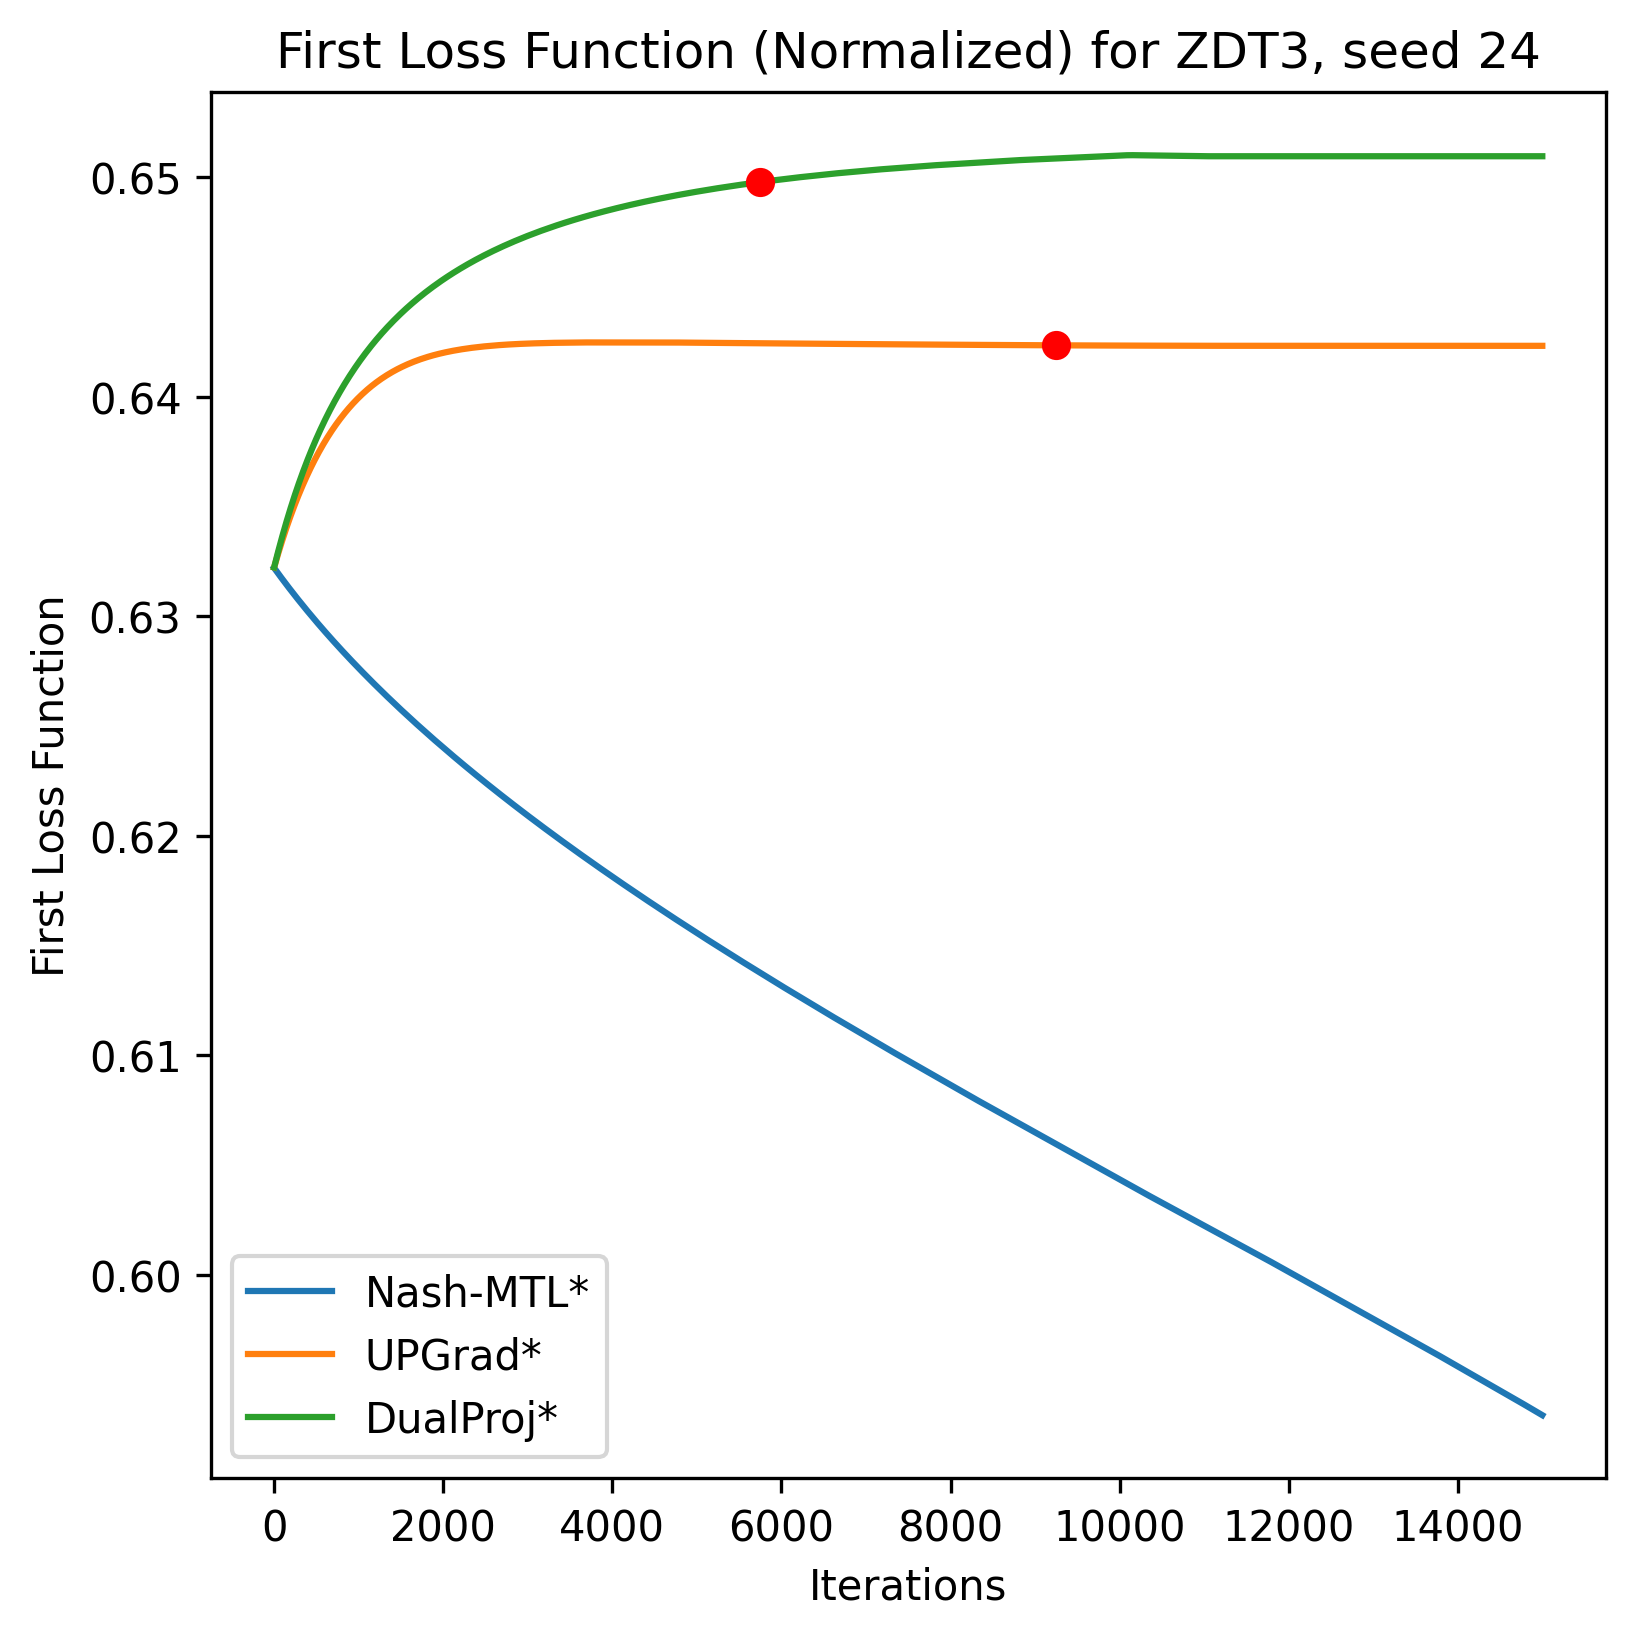 First Loss Function (Normalized) for ZDT3, seed 24
First Loss Function
0.65
0.64
0.63
0.62
0.61
0.60
Nash-MTL*
UPGrad*
DualProj*
0 2000 4000 6000 8000 10000 12000 14000
Iterations